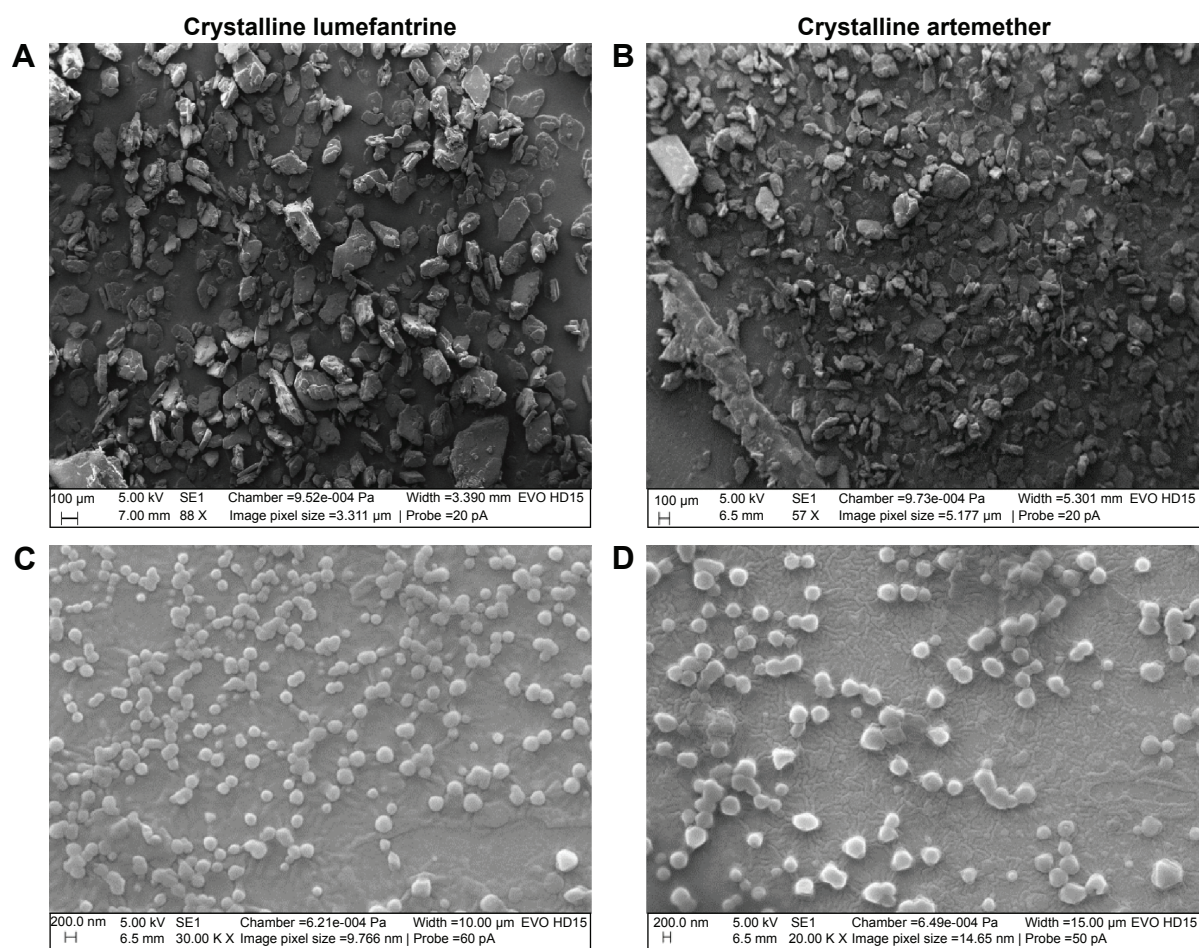 Crystalline lumefantrine
Crystalline artemether
A
B
100 µm 5.00 kV SE1 Chamber =9.52e-004 Pa Width =3.390 mm EVO HD15
7.00 mm 88 X Image pixel size =3.311 µm | Probe =20 pA
100 µm 5.00 kV SE1 Chamber =9.73e-004 Pa Width =5.301 mm EVO HD15
6.5 mm 57 X Image pixel size =5.177 µm | Probe =20 pA
C
D
200.0 nm 5.00 kV SE1 Chamber =6.21e-004 Pa Width =10.00 µm EVO HD15
6.5 mm 30.00 K X Image pixel size =9.766 nm | Probe =60 pA
200.0 nm 5.00 kV SE1 Chamber =6.49e-004 Pa Width =15.00 µm EVO HD15
6.5 mm 20.00 K X Image pixel size =14.65 nm | Probe =50 pA